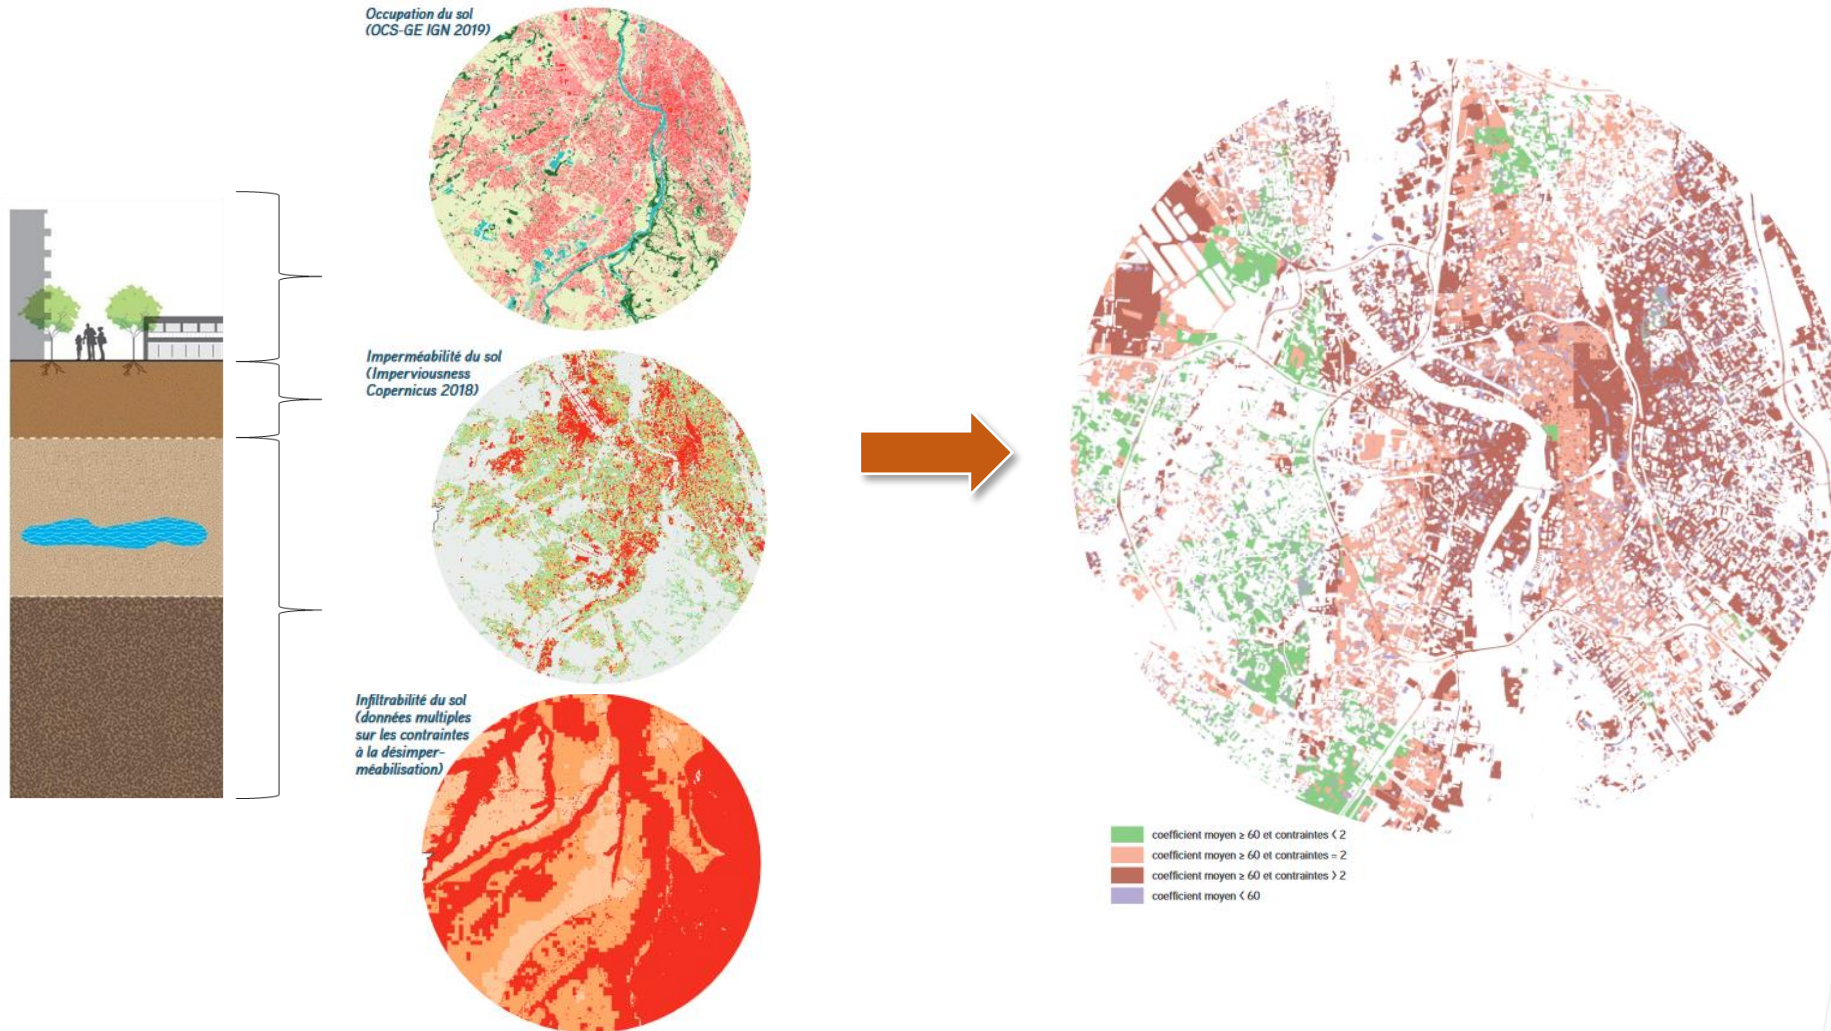 Occupation du sol
(OCS-GE IGN 2019)
Imperméabilité du sol
(Imperviousness
Copernicus 2018)
Infiltrabilité du sol
(données multiples
sur les contraintes
à la désimper-
méabilisation)
coefficient moyen ≥ 60 et contraintes < 2
coefficient moyen ≥ 60 et contraintes = 2
coefficient moyen ≥ 60 et contraintes > 2
coefficient moyen < 60